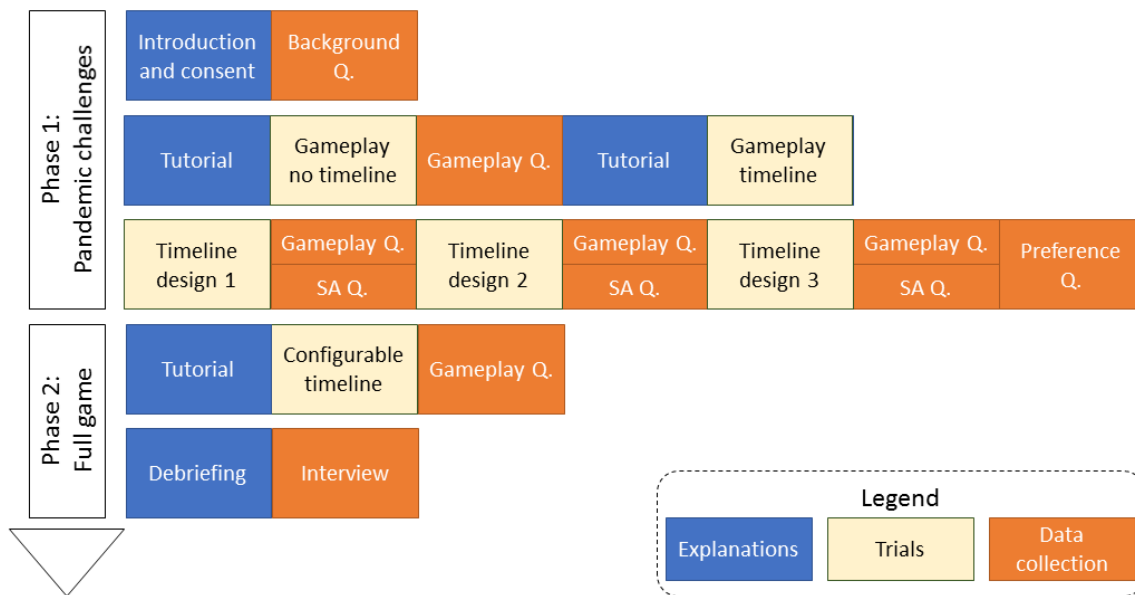 Phase 1:
Pandemic challenges
Introduction
and consent
Background
Q.
Tutorial
Gameplay
no timeline
Gameplay Q.
Tutorial
Gameplay
timeline
Timeline
design 1
Gameplay Q.
SA Q.
Timeline
design 2
Gameplay Q.
SA Q.
Timeline
design 3
Gameplay Q.
SA Q.
Preference
Q.
Phase 2:
Full game
Tutorial
Configurable
timeline
Gameplay Q.
Debriefing
Interview
Legend
Explanations
Trials
Data
collection